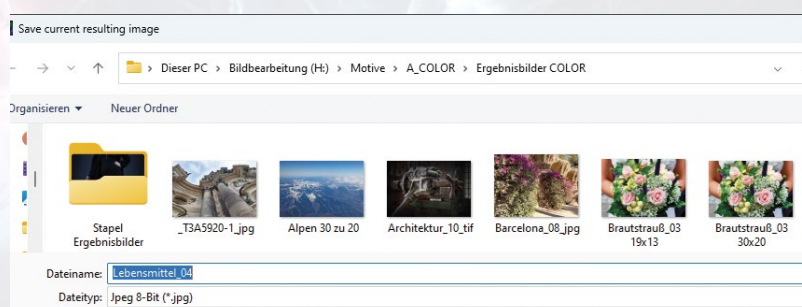 Save current resulting image
Dieser PC > Bildbearbeitung (H:) > Motive > A_COLOR > Ergebnisbilder COLOR
Organisieren Neuer Ordner
Stapel Ergebnisbilder
_T3A5920-1_jpg
Alpen 30 zu 20
Architektur_10_tif
Barcelona_08_jpg
Brautstrauß_03 19x13
Brautstrauß_03 30x20
Dateiname: Lebensmittel_04
Dateityp: Jpeg 8-Bit (*.jpg)